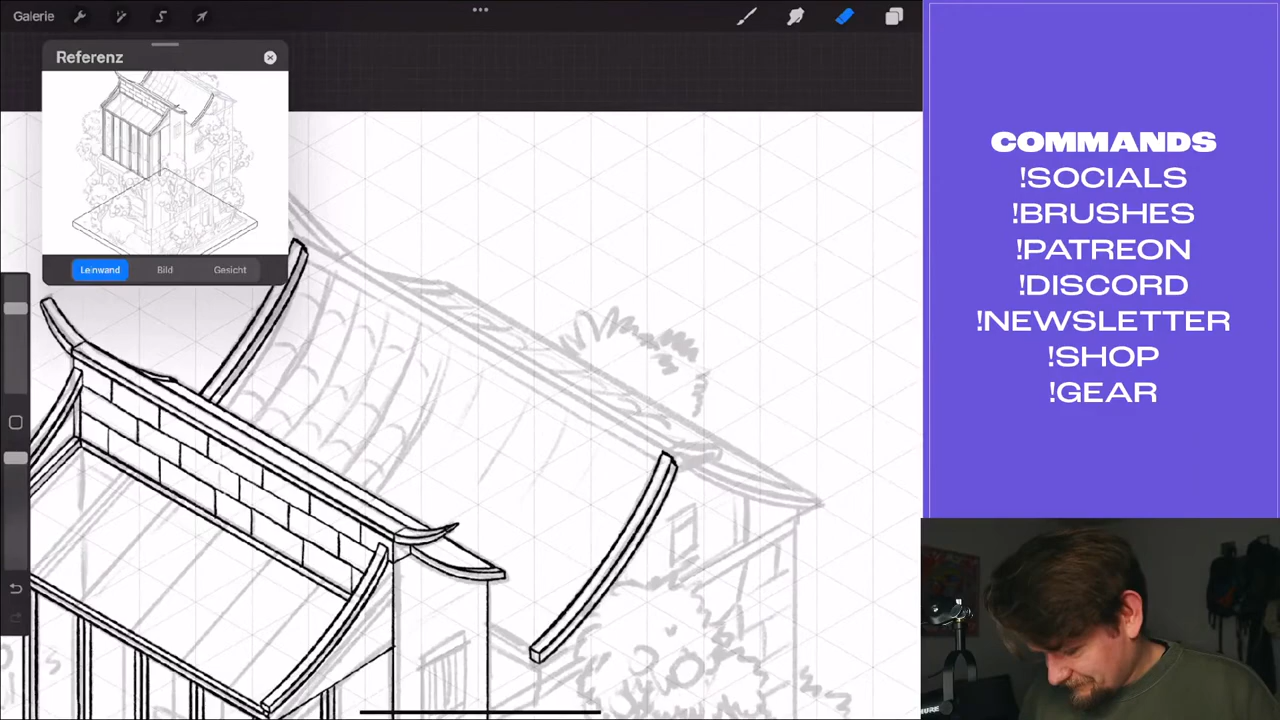 Galerie
Referenz
Leinwand
Bild
Gesicht
COMMANDS
!SOCIALS
!BRUSHES
!PATREON
!DISCORD
!NEWSLETTER
!SHOP
!GEAR